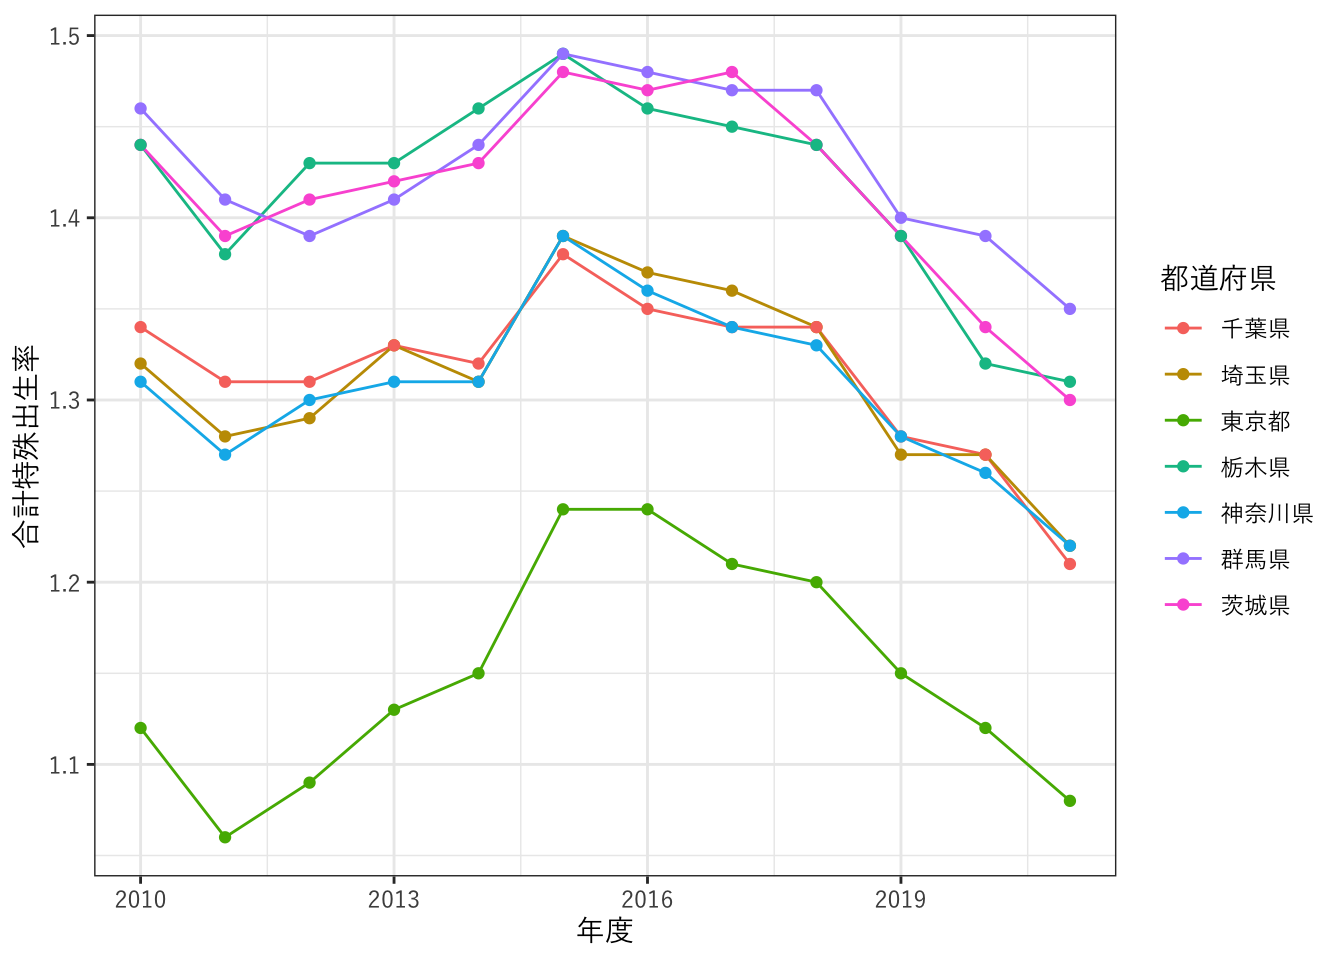 1.5
1.4
1.3
1.2
1.1
合計特殊出生率
2010
2013
2016
2019
年度
都道府県
千葉県
埼玉県
東京都
栃木県
神奈川県
群馬県
茨城県